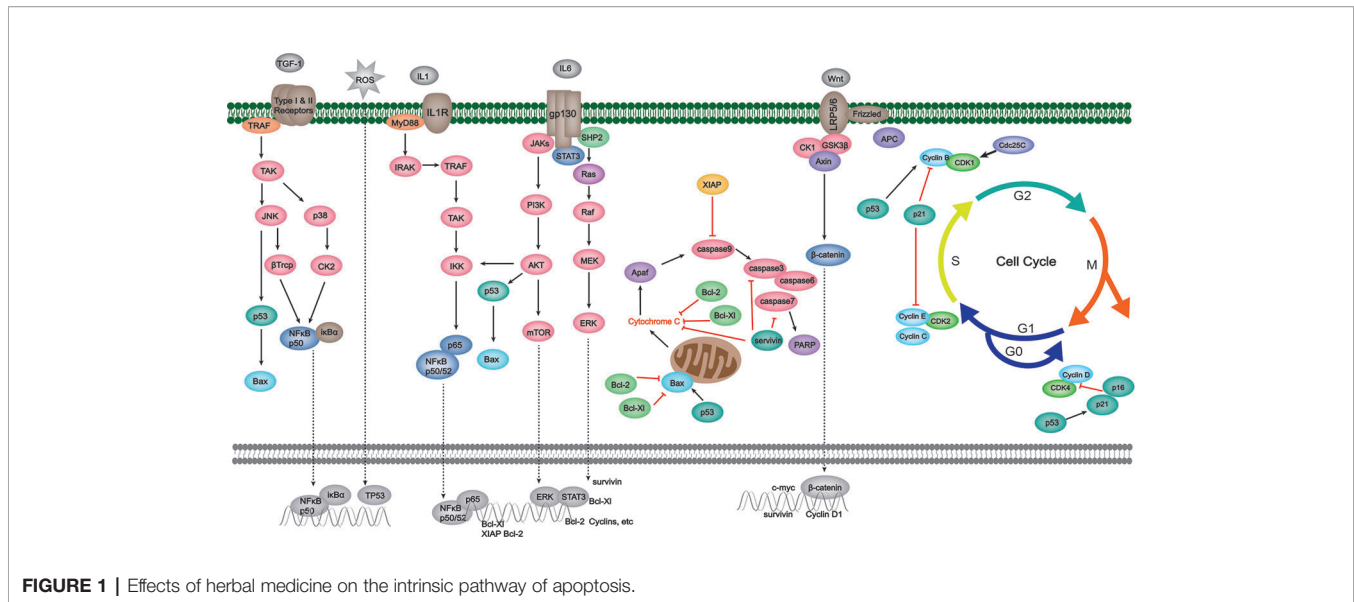 TGF-1
ROS
IL1
IL6
Wnt
Type I & II
Receptors
IL1R
gp130
LRP5/6
Frizzled
TRAF
MyD88
JAKs
SHP2
STAT3
CK1
GSK3β
Axin
APC
Cyclin B
CDK1
Cdc25C
TAK
IRAK
TRAF
Ras
XIAP
JNK
p38
TAK
PI3K
Raf
p53
p21
G2
βTrcp
CK2
IKK
AKT
MEK
caspase9
β-catenin
Apaf
caspase3
caspase6
caspase7
S
Cell Cycle
M
p53
p53
Bcl-2
Bcl-Xl
Cytochrome C
servivin
PARP
Cyclin E
CDK2
Cyclin C
G1
G0
NFκB
p50
iκBα
p65
NFκB
p50/52
mTOR
ERK
Bax
Bax
Bcl-2
Bax
Bcl-Xl
p53
Cyclin D
CDK4
p16
p21
p53
NFκB
p50
iκBα
TP53
NFκB
p50/52
p65
Bcl-Xl
XIAP Bcl-2
ERK
STAT3
survivin
Bcl-Xl
Bcl-2 Cyclins, etc
c-myc
β-catenin
survivin
Cyclin D1
FIGURE 1 | Effects of herbal medicine on the intrinsic pathway of apoptosis.